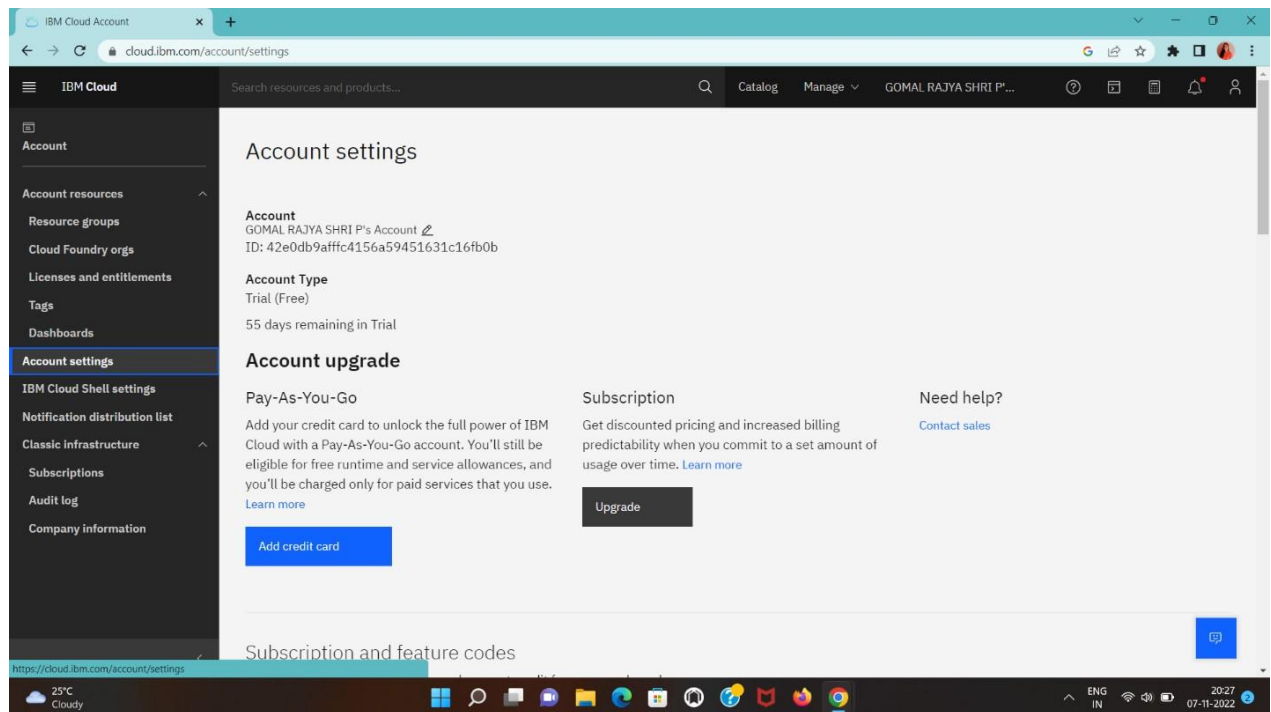 IBM Cloud Account
cloud.ibm.com/account/settings
IBM Cloud
Search resources and products...
Catalog
Manage
GOMAL RAJYA SHRI P'...
Account
Account resources
Resource groups
Cloud Foundry orgs
Licenses and entitlements
Tags
Dashboards
Account settings
IBM Cloud Shell settings
Notification distribution list
Classic infrastructure
Subscriptions
Audit log
Company information
Account settings
Account
GOMAL RAJYA SHRI P's Account
ID: 42e0db9afffc4156a59451631c16fb0b
Account Type
Trial (Free)
55 days remaining in Trial
Account upgrade
Pay-As-You-Go
Add your credit card to unlock the full power of IBM
Cloud with a Pay-As-You-Go account. You'll still be
eligible for free runtime and service allowances, and
you'll be charged only for paid services that you use.
Learn more
Add credit card
Subscription
Get discounted pricing and increased billing
predictability when you commit to a set amount of
usage over time. Learn more
Upgrade
Need help?
Contact sales
Subscription and feature codes
https://cloud.ibm.com/account/settings
25°C
Cloudy
ENG
IN
20:27
07-11-2022
2